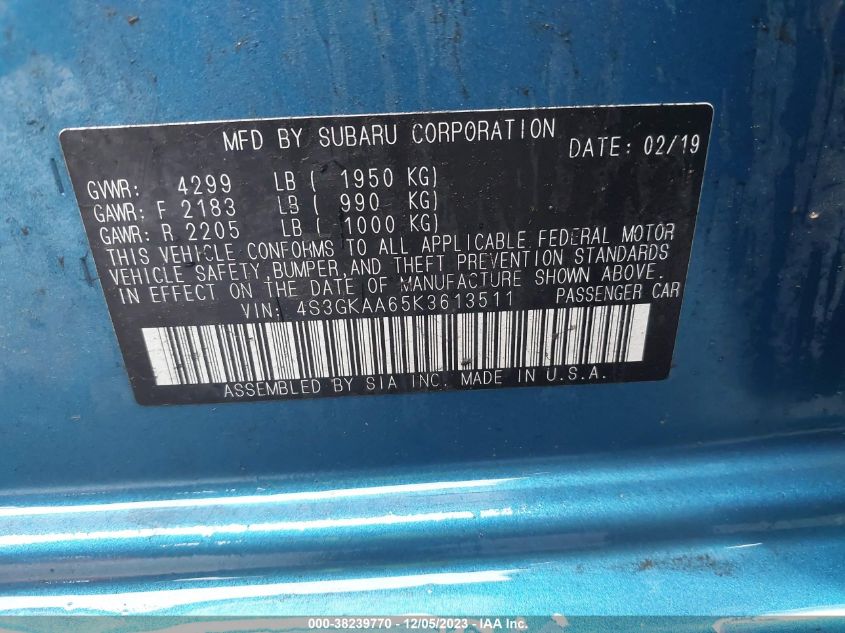 MFD BY SUBARU CORPORATION DATE: 02/19
GVWR: 4299 LB ( 1950 KG)
GAWR: F 2183 LB ( 990 KG)
GAWR: R 2205 LB ( 1000 KG)
THIS VEHICLE CONFORMS TO ALL APPLICABLE FEDERAL MOTOR
VEHICLE SAFETY, BUMPER, AND THEFT PREVENTION STANDARDS
IN EFFECT ON THE DATE OF MANUFACTURE SHOWN ABOVE.
VIN: 4S3GKAA65K3613511 PASSENGER CAR
ASSEMBLED BY SIA INC. MADE IN U.S.A.
000-38239770 - 12/05/2023 - IAA Inc.